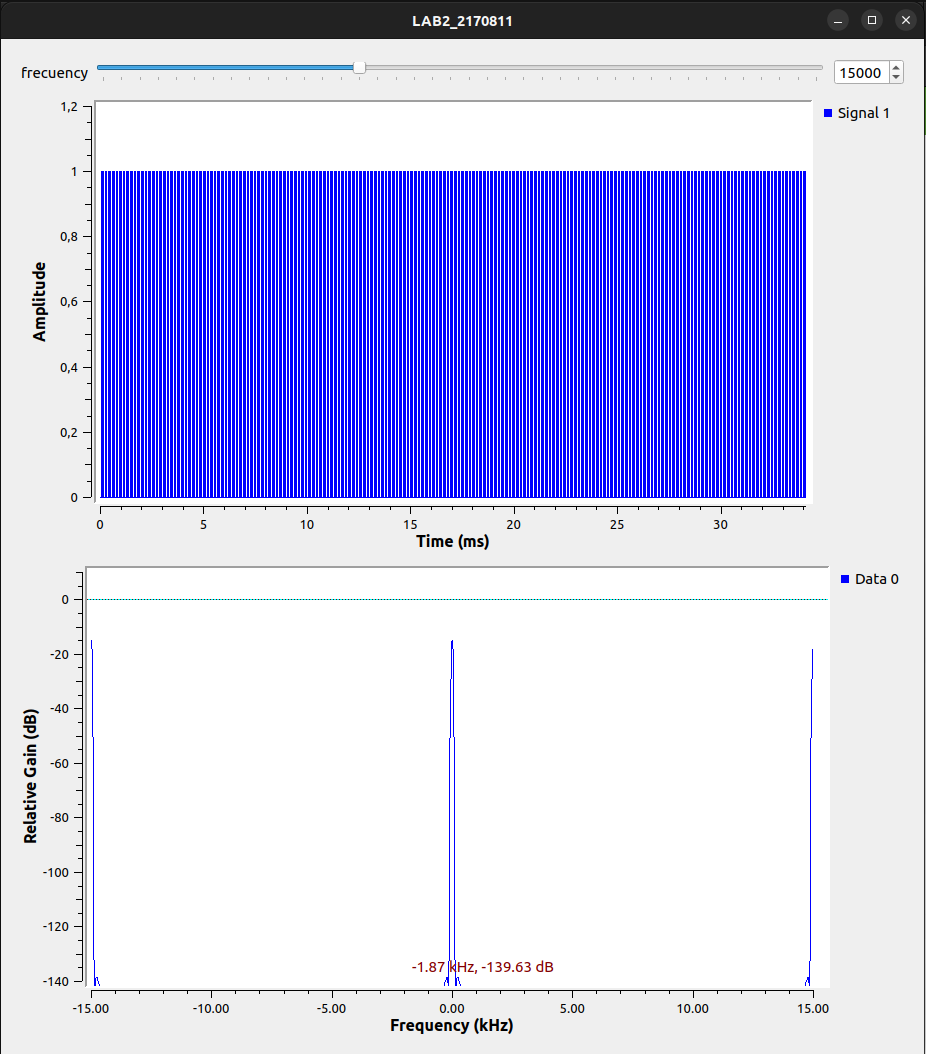 LAB2_2170811
frecuency 15000
Signal 1
1,2
1
0,8
0,6
0,4
0,2
0
Amplitude
0 5 10 15 20 25 30
Time (ms)
Data 0
0
-20
-40
-60
-80
-100
-120
-140
Relative Gain (dB)
-1.87 kHz, -139.63 dB
-15.00 -10.00 -5.00 0.00 5.00 10.00 15.00
Frequency (kHz)